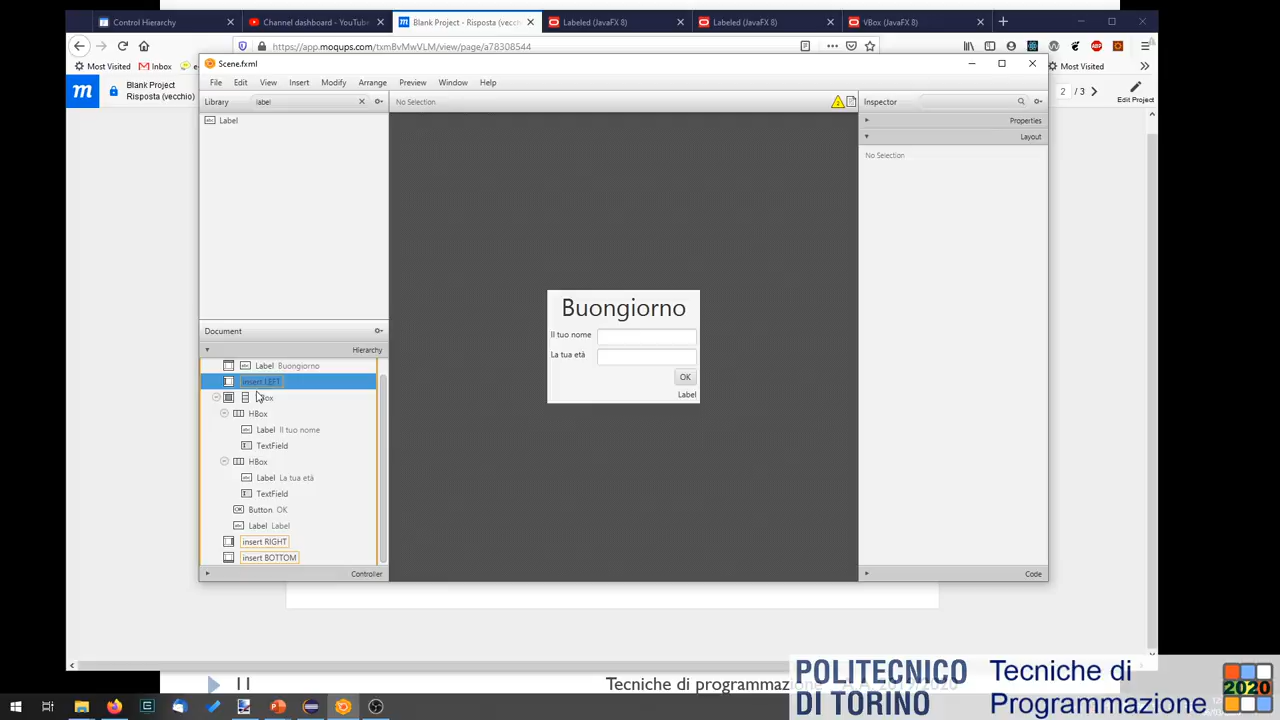 Control Hierarchy
Channel dashboard - YouTube
Blank Project - Risposta (vecchio)
Labeled (JavaFX 8)
Labeled (JavaFX 8)
VBox (JavaFX 8)
https://app.moqups.com/txmBvMwVLM/view/page/a78308544
Most Visited
Inbox
Most Visited
Blank Project
Risposta (vecchio)
2 / 3
Edit Project
Scene.fxml
File
Edit
View
Insert
Modify
Arrange
Preview
Window
Help
Library
label
No Selection
Inspector
Label
Properties
Layout
No Selection
Buongiorno
Il tuo nome
La tua età
OK
Label
Document
Hierarchy
Label Buongiorno
insert LEFT
HBox
Label Il tuo nome
TextField
HBox
Label La tua età
TextField
Button OK
Label Label
insert RIGHT
insert BOTTOM
Controller
Code
11
Tecniche di programmazione - A.A. 2019/2020
POLITECNICO
DI TORINO
Tecniche di
Programmazione
2020